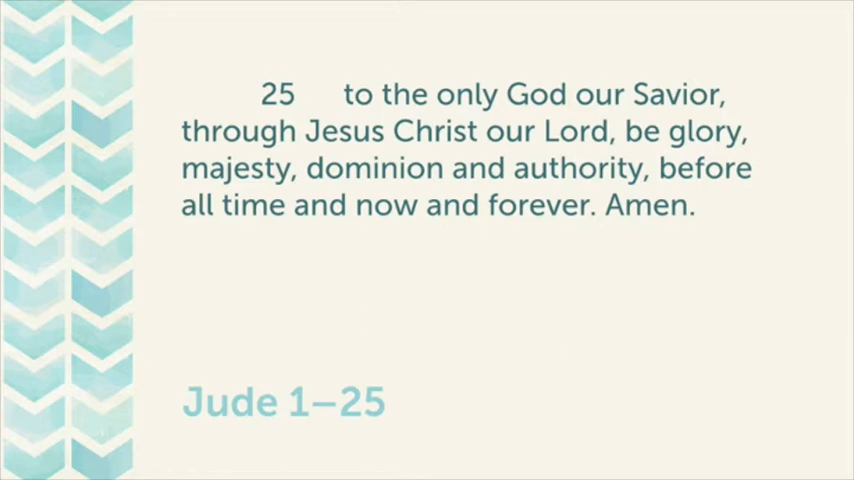 25 to the only God our Savior,
through Jesus Christ our Lord, be glory,
majesty, dominion and authority, before
all time and now and forever. Amen.
Jude 1–25